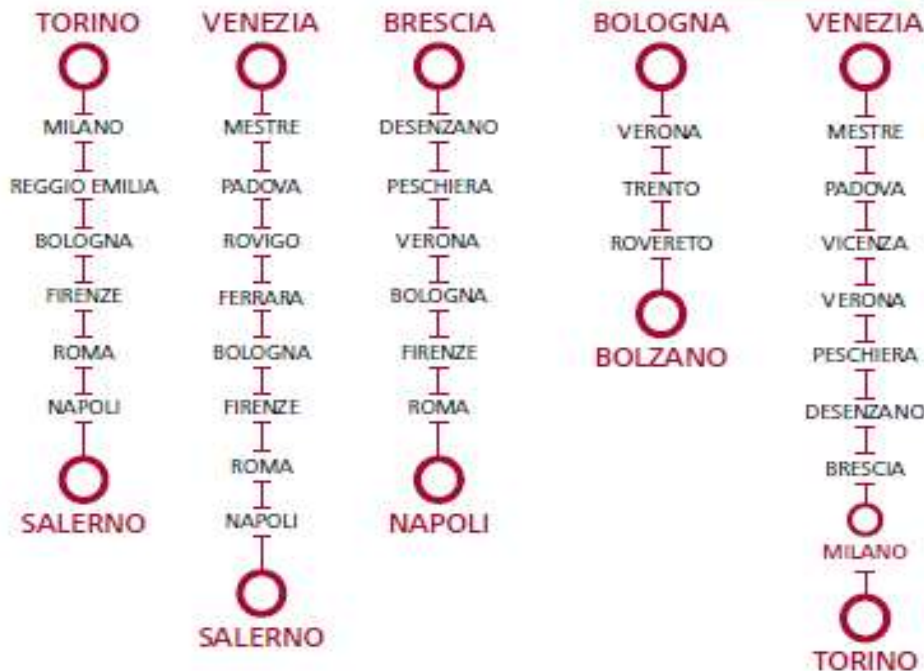 TORINO
MILANO
REGGIO EMILIA
BOLOGNA
FIRENZE
ROMA
NAPOLI
SALERNO
VENEZIA
MESTRE
PADOVA
ROVIGO
FERRARA
BOLOGNA
FIRENZE
ROMA
NAPOLI
SALERNO
BRESCIA
DESENZANO
PESCHIERA
VERONA
BOLOGNA
FIRENZE
ROMA
NAPOLI
BOLOGNA
VERONA
TRENTO
ROVERETO
BOLZANO
VENEZIA
MESTRE
PADOVA
VICENZA
VERONA
PESCHIERA
DESENZANO
BRESCIA
MILANO
TORINO